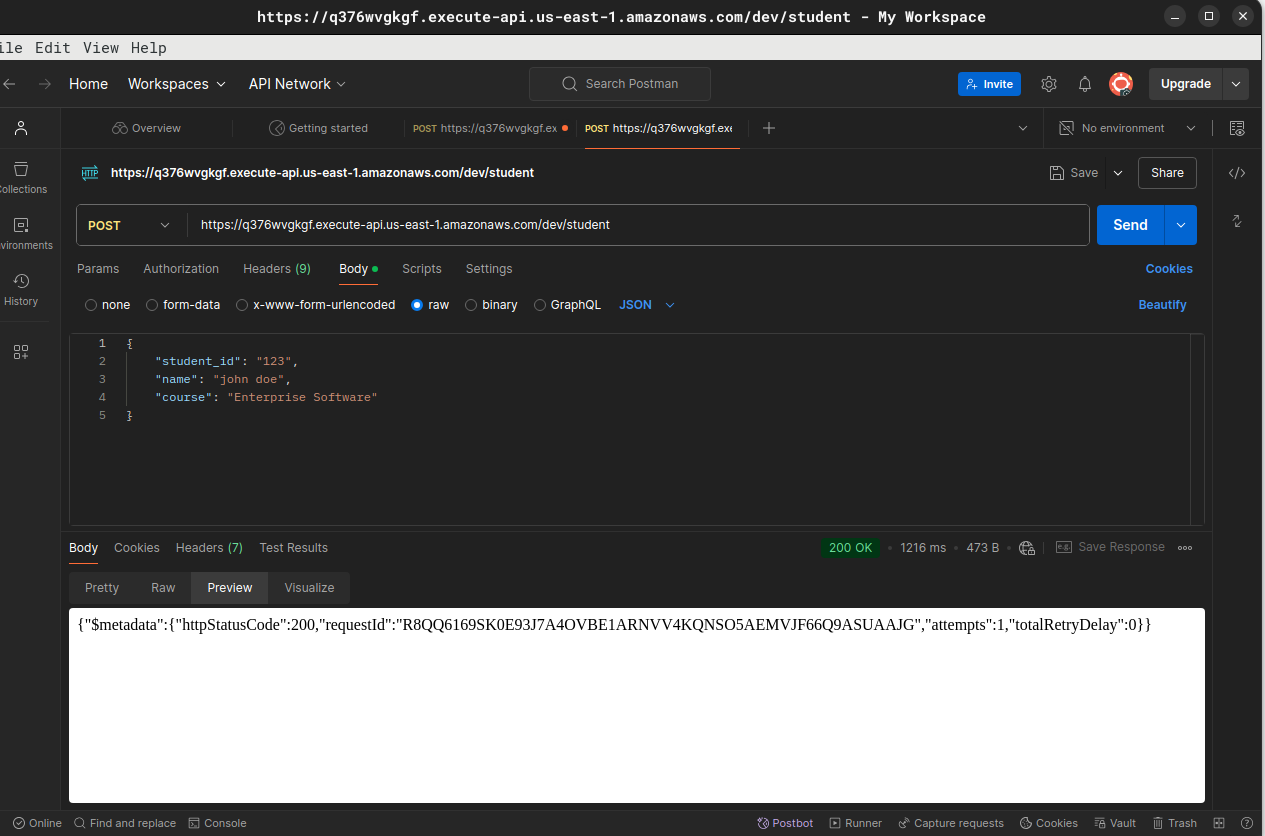 https://q376wvgkgf.execute-api.us-east-1.amazonaws.com/dev/student - My Workspace
ile Edit View Help
Home Workspaces API Network Search Postman Invite Upgrade
Overview Getting started POST https://q376wvgkgf.ex POST https://q376wvgkgf.exe No environment
https://q376wvgkgf.execute-api.us-east-1.amazonaws.com/dev/student Save Share
ollections
POST https://q376wvgkgf.execute-api.us-east-1.amazonaws.com/dev/student Send
vironments
Params Authorization Headers (9) Body Scripts Settings Cookies
History
none form-data x-www-form-urlencoded raw binary GraphQL JSON Beautify
1 {
2 "student_id": "123",
3 "name": "john doe",
4 "course": "Enterprise Software"
5 }
Body Cookies Headers (7) Test Results 200 OK 1216 ms 473 B e.g. Save Response
Pretty Raw Preview Visualize
{"$metadata":{"httpStatusCode":200,"requestId":"R8QQ6169SK0E93J7A4OVBE1ARNVV4KQNSO5AEMVJF66Q9ASUAAJG","attempts":1,"totalRetryDelay":0}}
Online Find and replace Console Postbot Runner Capture requests Cookies Vault Trash